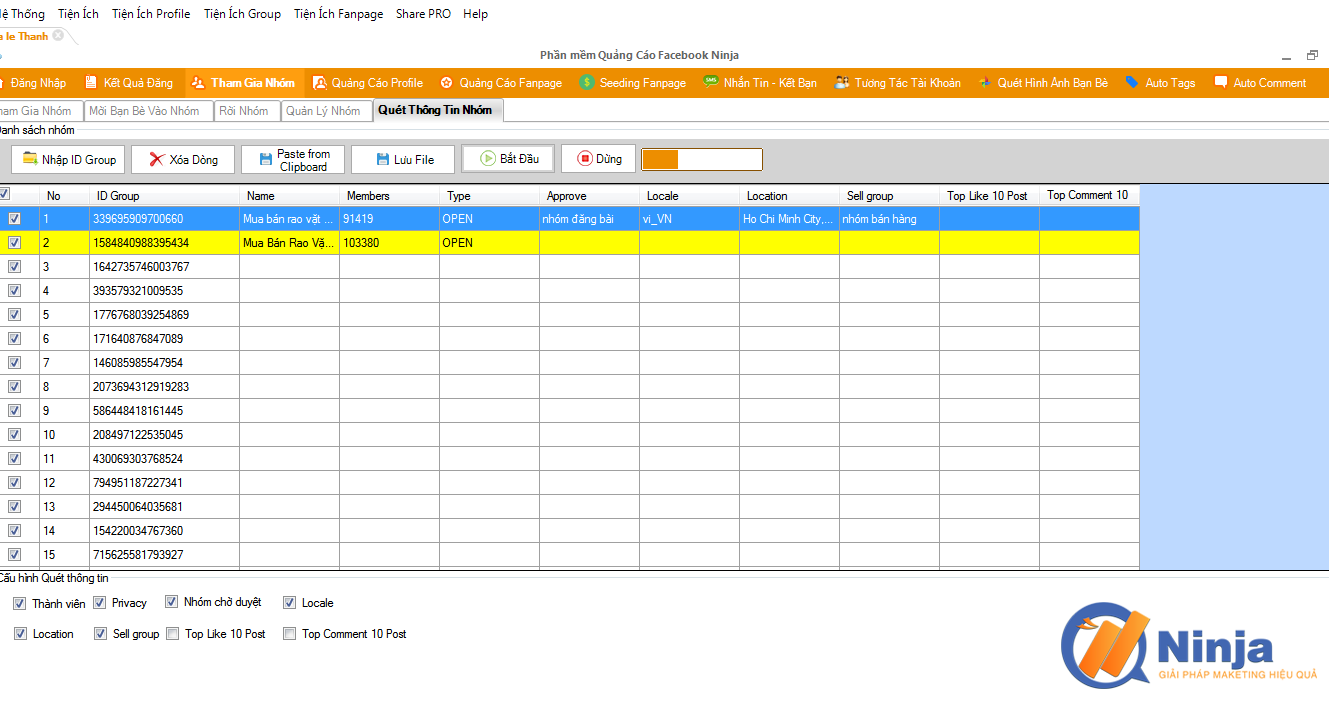 Hệ Thống Tiện Ích Tiện Ích Profile Tiện Ích Group Tiện Ích Fanpage Share PRO Help
a le Thanh
Phần mềm Quảng Cáo Facebook Ninja
Đăng Nhập Kết Quả Đăng Tham Gia Nhóm Quảng Cáo Profile Quảng Cáo Fanpage Seeding Fanpage SMS Nhắn Tin - Kết Bạn Tương Tác Tài Khoản Quét Hình Ảnh Bạn Bè Auto Tags Auto Comment
Tham Gia Nhóm Mời Bạn Bè Vào Nhóm Rời Nhóm Quản Lý Nhóm Quét Thông Tin Nhóm
Danh sách nhóm
Nhập ID Group Xóa Dòng Paste from Clipboard Lưu File Bắt Đầu Dừng
No ID Group Name Members Type Approve Locale Location Sell group Top Like 10 Post Top Comment 10
1 339695909700660 Mua bán rao vặt ... 91419 OPEN nhóm đăng bài vi_VN Ho Chi Minh City,... nhóm bán hàng
2 1584840988395434 Mua Bán Rao Vặ... 103380 OPEN
3 1642735746003767
4 393579321009535
5 1776768039254869
6 171640876847089
7 146085985547954
8 2073694312919283
9 586448418161445
10 208497122535045
11 430069303768524
12 794951187227341
13 294450064035681
14 154220034767360
15 715625581793927
Cấu hình Quét thông tin
Thành viên Privacy Nhóm chờ duyệt Locale
Location Sell group Top Like 10 Post Top Comment 10 Post
Ninja
GIẢI PHÁP MAKETING HIỆU QUẢ